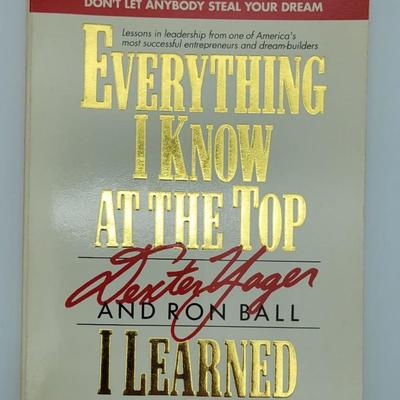 DON'T LET ANYBODY STEAL YOUR DREAM
Lessons in leadership from one of America's
most successful entrepreneurs and dream-builders
EVERYTHING
I KNOW
AT THE TOP
Dexter Yager
AND RON BALL
I LEARNED